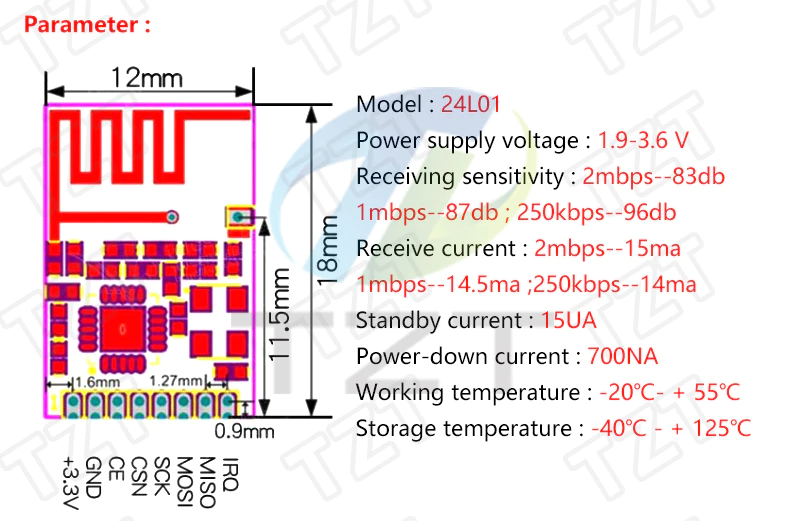 Parameter :
12mm
18mm
11.5mm
1.6mm
1.27mm
0.9mm
0
+3.3V
GND
CE
CSN
SCK
MOSI
MISO
IRQ
Model : 24L01
Power supply voltage : 1.9-3.6 V
Receiving sensitivity : 2mbps--83db
1mbps--87db ; 250kbps--96db
Receive current : 2mbps--15ma
1mbps--14.5ma ;250kbps--14ma
Standby current : 15UA
Power-down current : 700NA
Working temperature : -20℃- + 55℃
Storage temperature : -40℃ - + 125℃
TZT